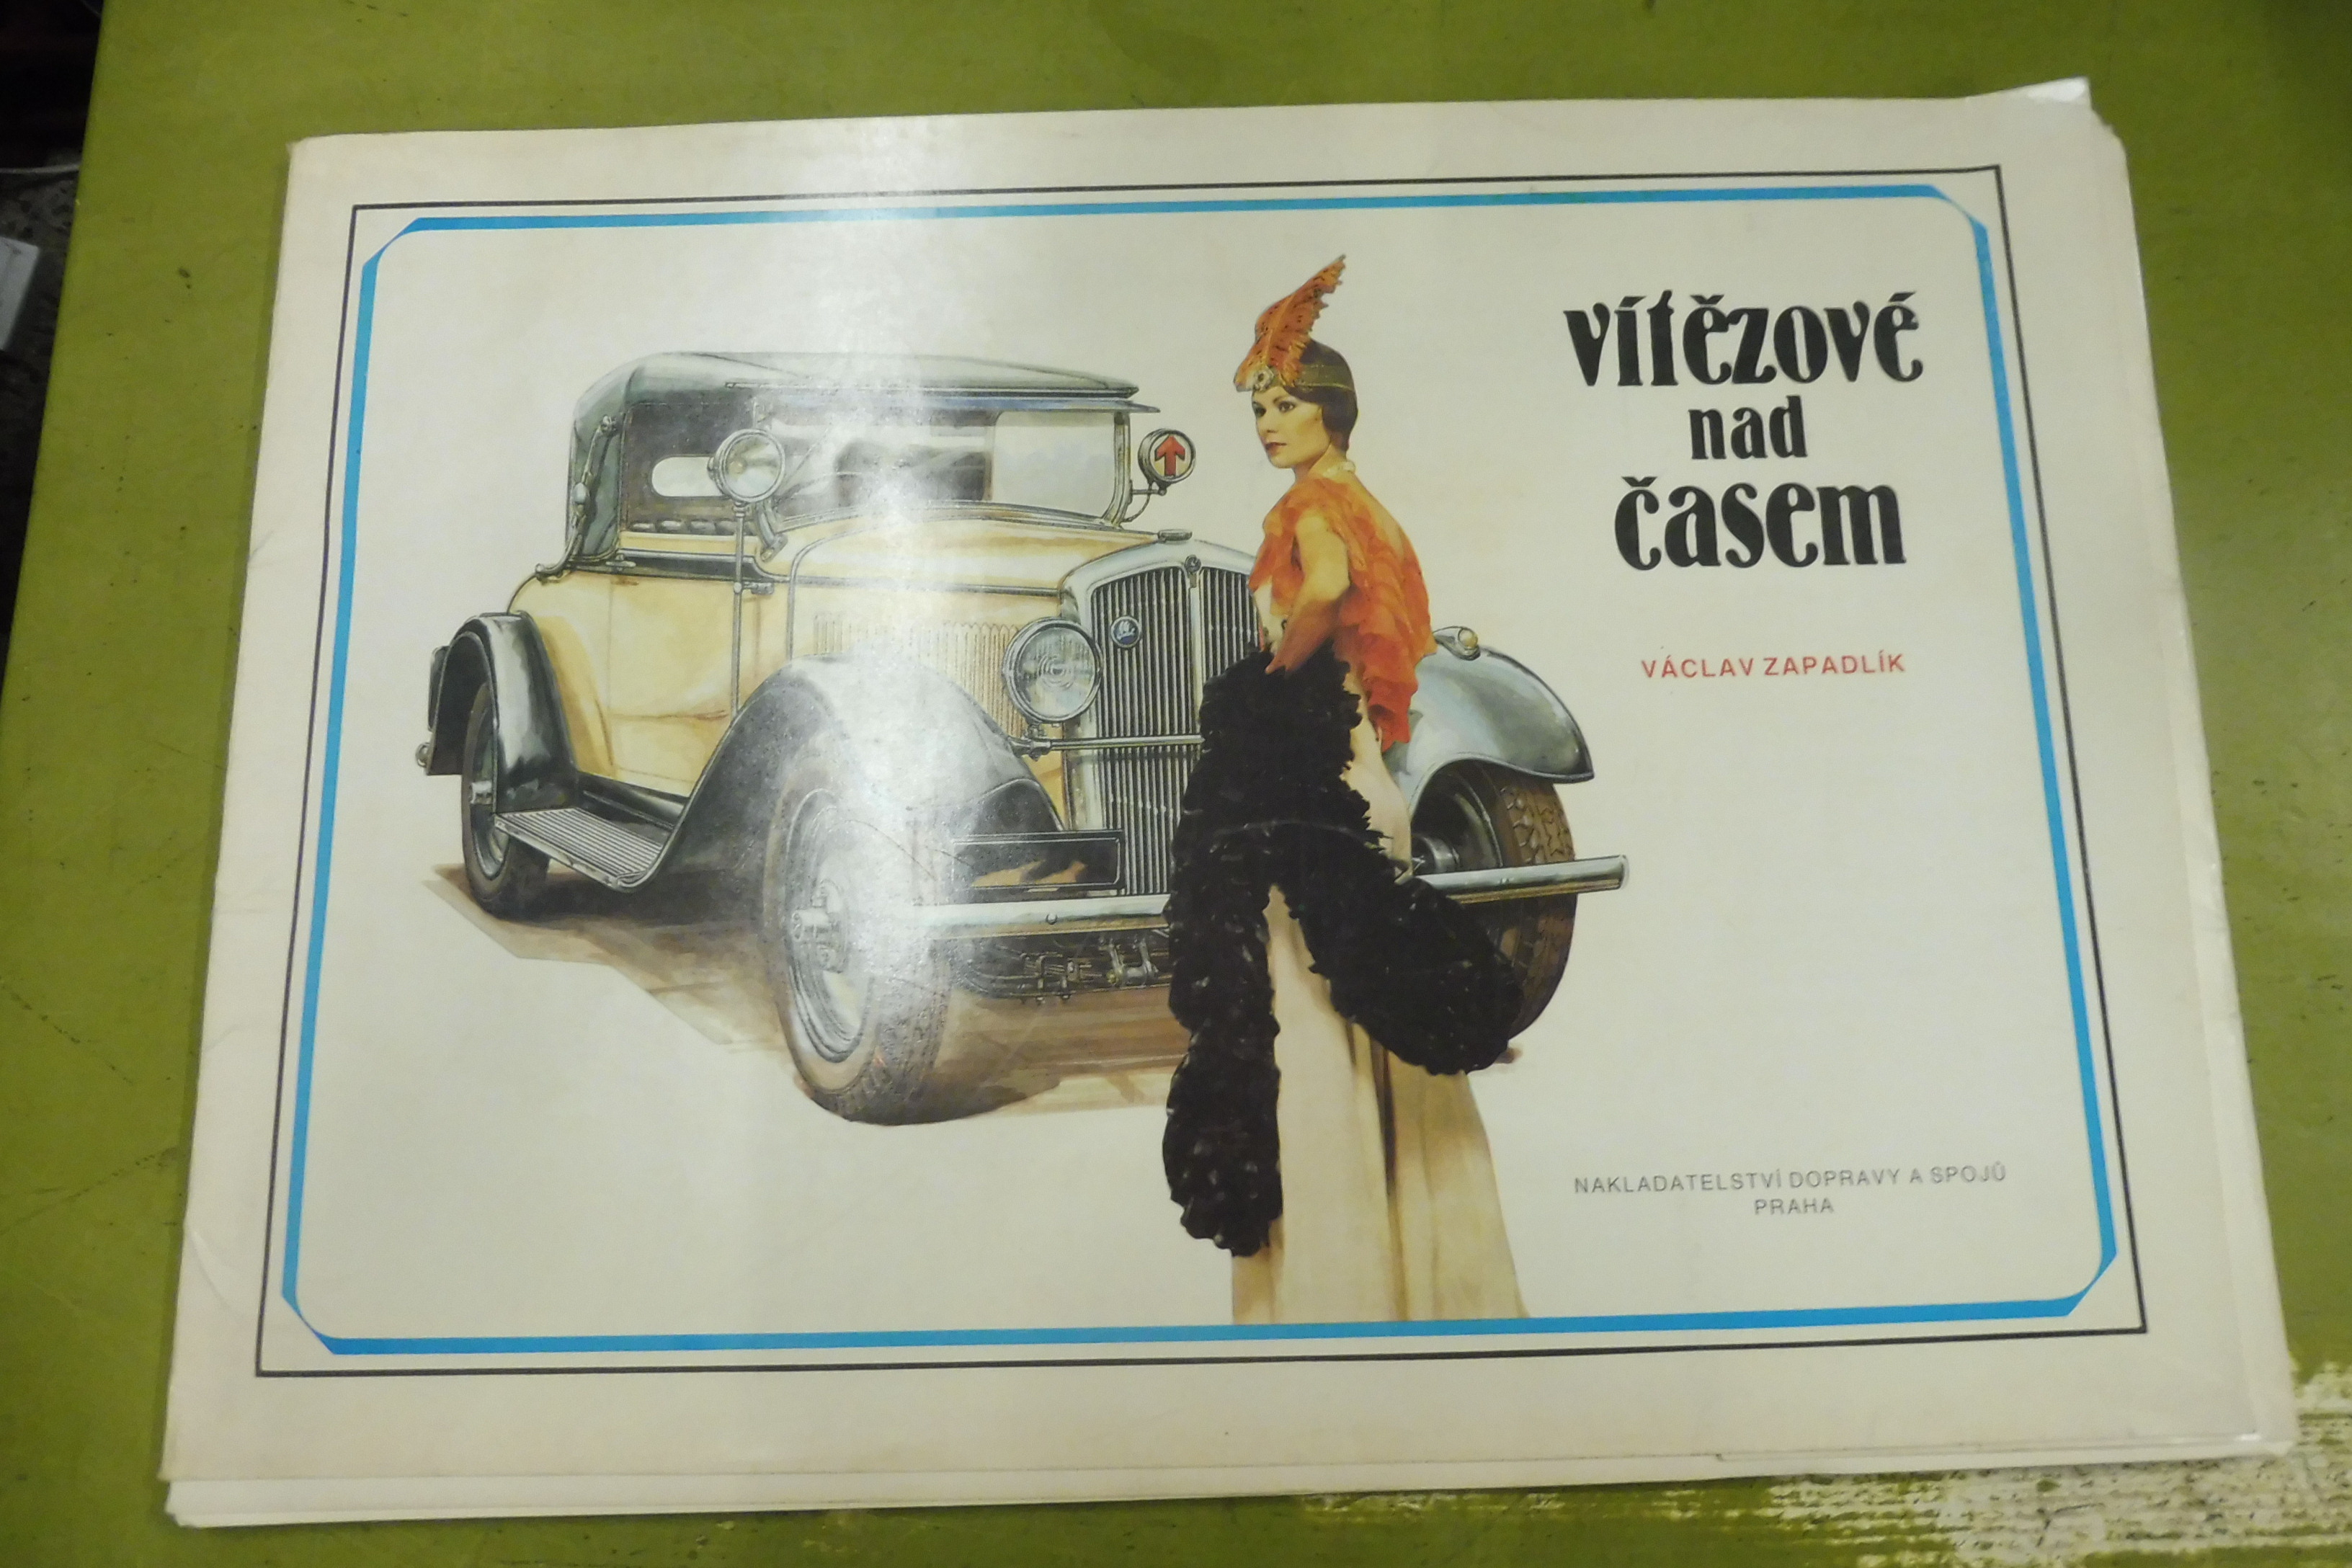 vítězové
nad
časem
VÁCLAV ZAPADLÍK
NAKLADATELSTVÍ DOPRAVY A SPOJŮ
PRAHA